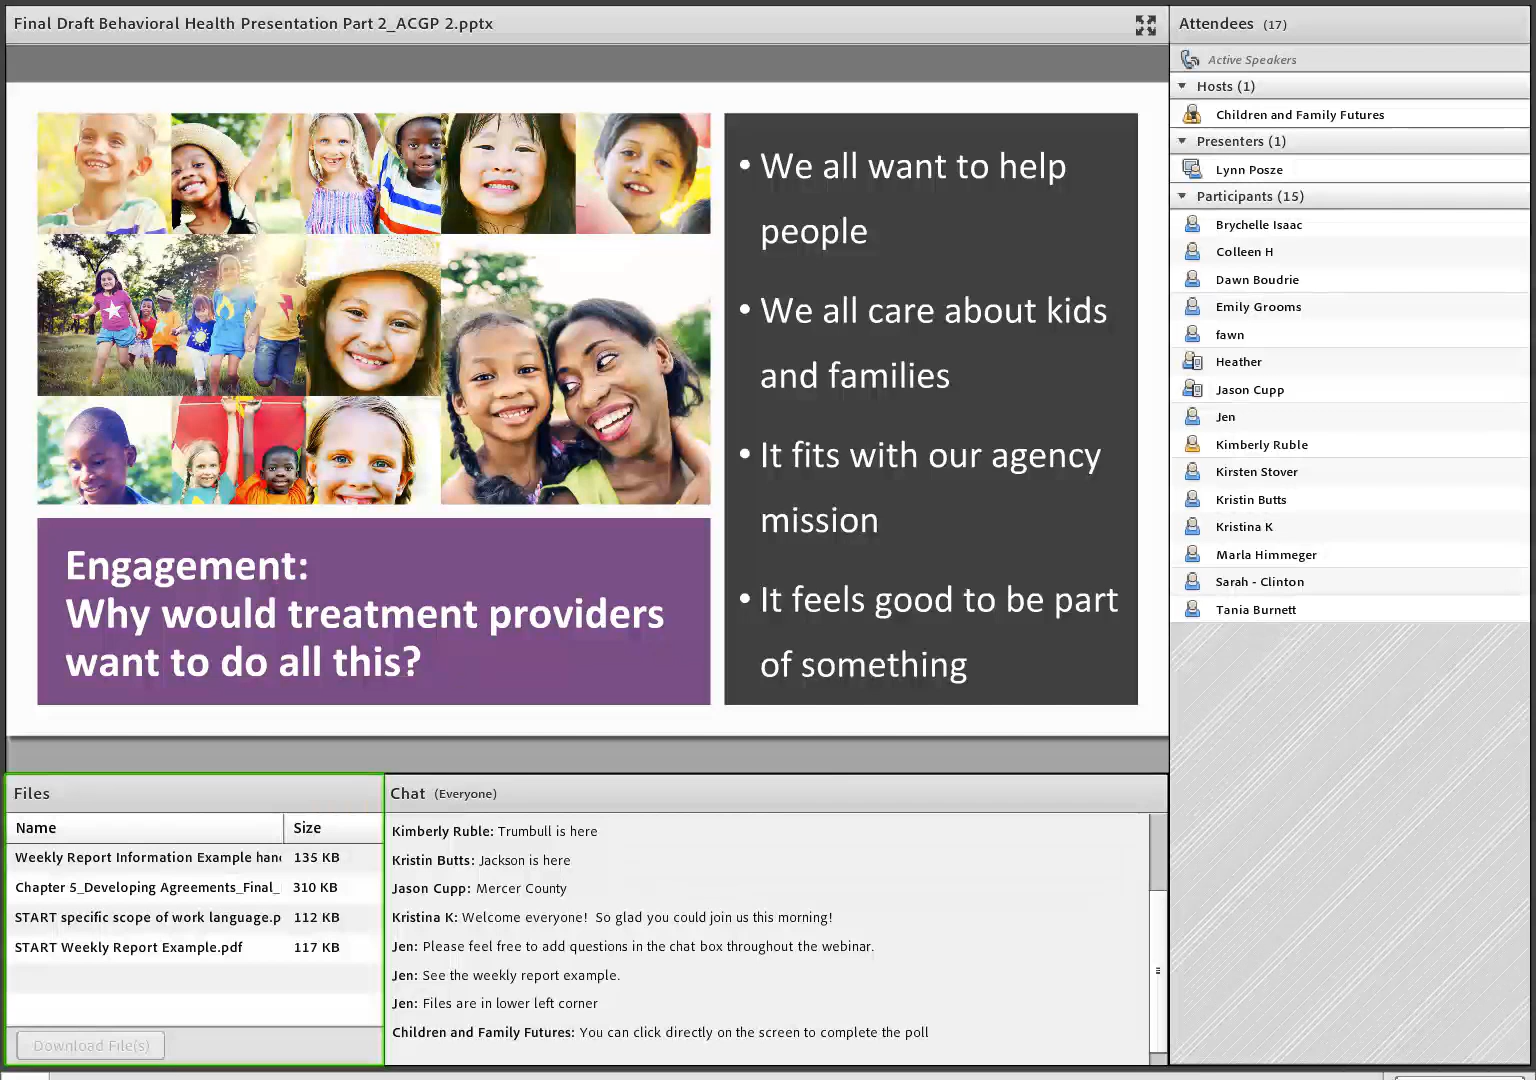 Final Draft Behavioral Health Presentation Part 2_ACGP 2.pptx
Engagement:
Why would treatment providers
want to do all this?
• We all want to help
people
• We all care about kids
and families
• It fits with our agency
mission
• It feels good to be part
of something
Attendees (17)
Active Speakers
Hosts (1)
Children and Family Futures
Presenters (1)
Lynn Posze
Participants (15)
Brychelle Isaac
Colleen H
Dawn Boudrie
Emily Grooms
fawn
Heather
Jason Cupp
Jen
Kimberly Ruble
Kirsten Stover
Kristin Butts
Kristina K
Marla Himmeger
Sarah - Clinton
Tania Burnett
Files
Name Size
Weekly Report Information Example 135 KB
Chapter 5_Developing Agreements_Final_ 310 KB
START specific scope of work language.p 112 KB
START Weekly Report Example.pdf 117 KB
Download File(s)
Chat (Everyone)
Kimberly Ruble: Trumbull is here
Kristin Butts: Jackson is here
Jason Cupp: Mercer County
Kristina K: Welcome everyone! So glad you could join us this morning!
Jen: Please feel free to add questions in the chat box throughout the webinar.
Jen: See the weekly report example.
Jen: Files are in lower left corner
Children and Family Futures: You can click directly on the screen to complete the poll